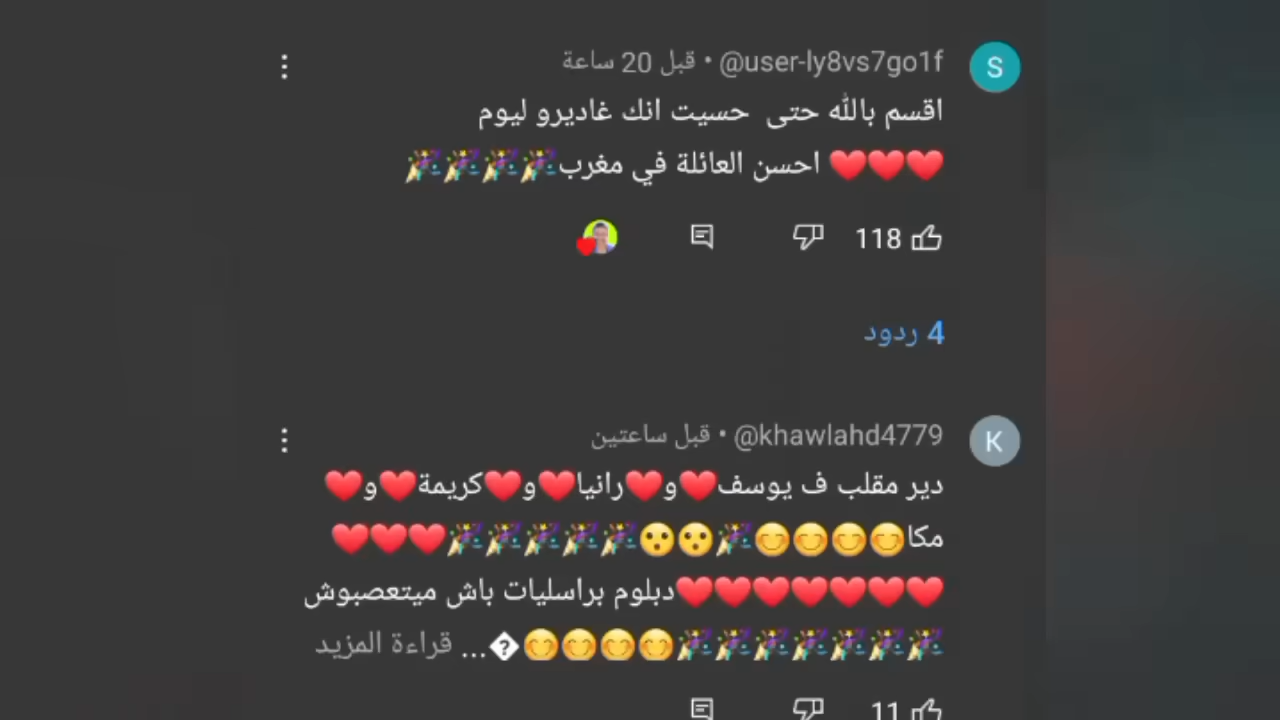 @user-ly8vs7go1f • قبل 20 ساعة
S
اقسم بالله حتى حسيت انك غاديرو ليوم
❤️❤️❤️ احسن العائلة في مغرب🎉🎉🎉🎉
118
4 ردود
@khawlahd4779 • قبل ساعتين
K
دير مقلب ف يوسف❤️و❤️رانيا❤️و❤️كريمة❤️و❤️
مكا😊😊😊😊🎉😮😮🎉🎉🎉🎉🎉❤️❤️❤️
❤️❤️❤️❤️❤️❤️❤️دبلوم براسليات باش ميتعصبوش
🎉🎉🎉🎉🎉🎉🎉😊😊😊😊�... قراءة المزيد
11